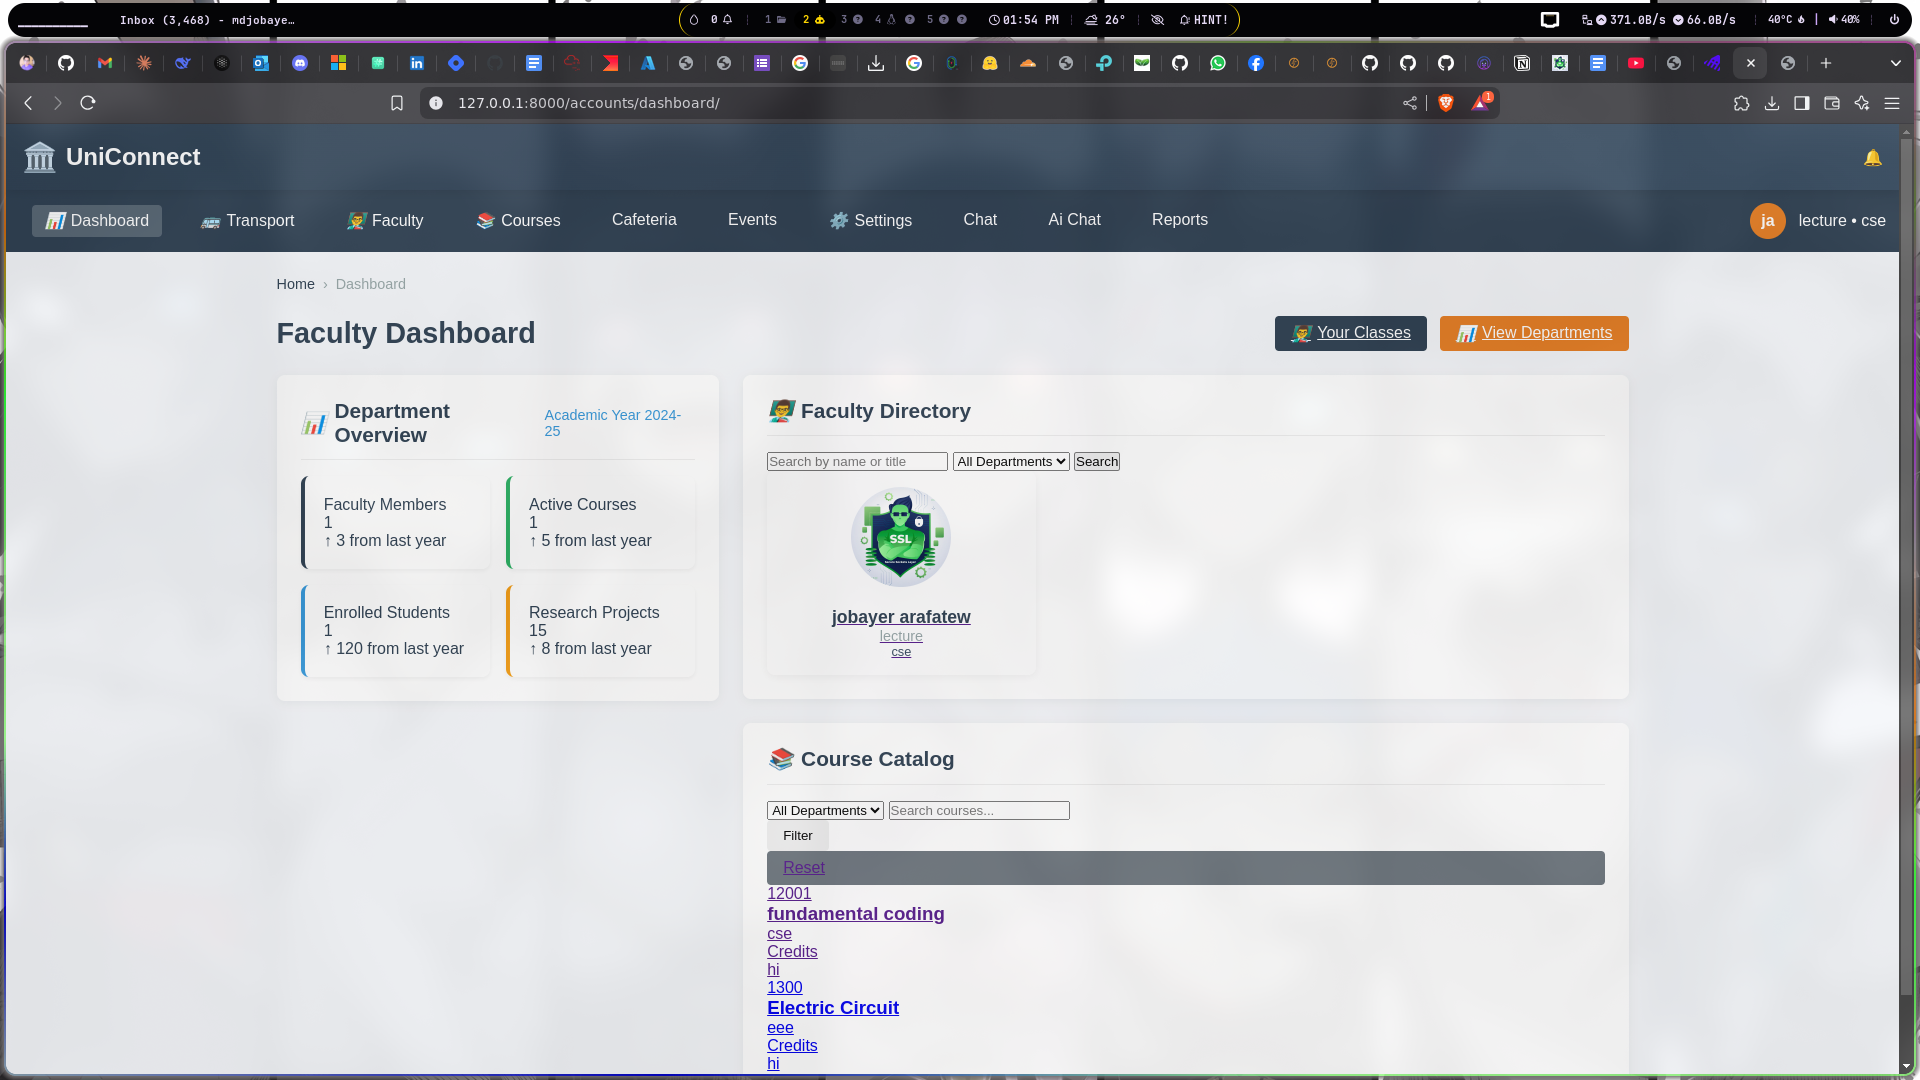 Inbox (3,468) - mdjobaye…
0
1
2
3
4
5
01:54 PM
26°
HINT!
371.0B/s
66.0B/s
40°C
40%
127.0.0.1:8000/accounts/dashboard/
1
UniConnect
Dashboard
Transport
Faculty
Courses
Cafeteria
Events
Settings
Chat
Ai Chat
Reports
ja
lecture • cse
Home › Dashboard
Faculty Dashboard
Your Classes
View Departments
Department Overview
Academic Year 2024-25
Faculty Members
1
↑ 3 from last year
Active Courses
1
↑ 5 from last year
Enrolled Students
1
↑ 120 from last year
Research Projects
15
↑ 8 from last year
Faculty Directory
Search by name or title
All Departments
Search
SSL
jobayer arafatew
lecture
cse
Course Catalog
All Departments
Search courses...
Filter
Reset
12001
fundamental coding
cse
Credits
hi
1300
Electric Circuit
eee
Credits
hi